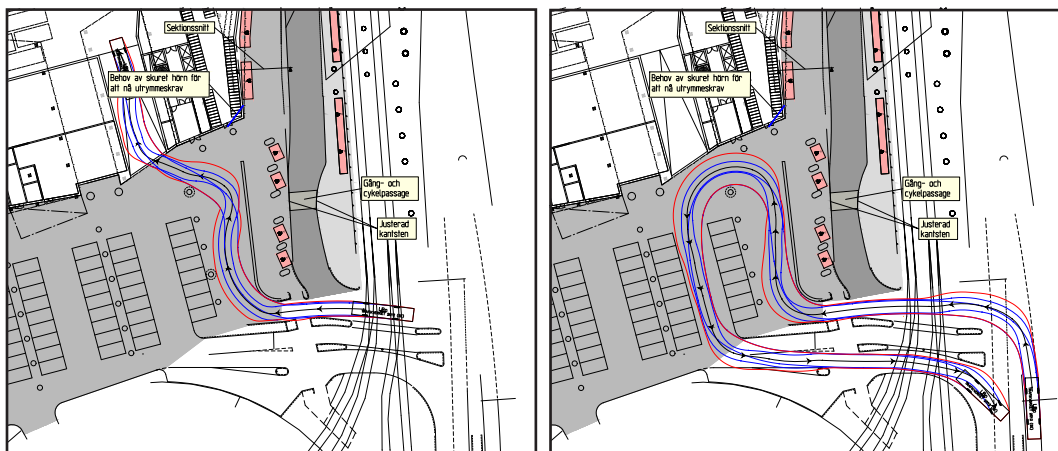 Sektionssnitt
Behov av skuret hörn för
att nå utrymmeskrav
Gång- och
cykelpassage
Justerad
kantsten
Sektionssnitt
Behov av skuret hörn för
att nå utrymmeskrav
Gång- och
cykelpassage
Justerad
kantsten